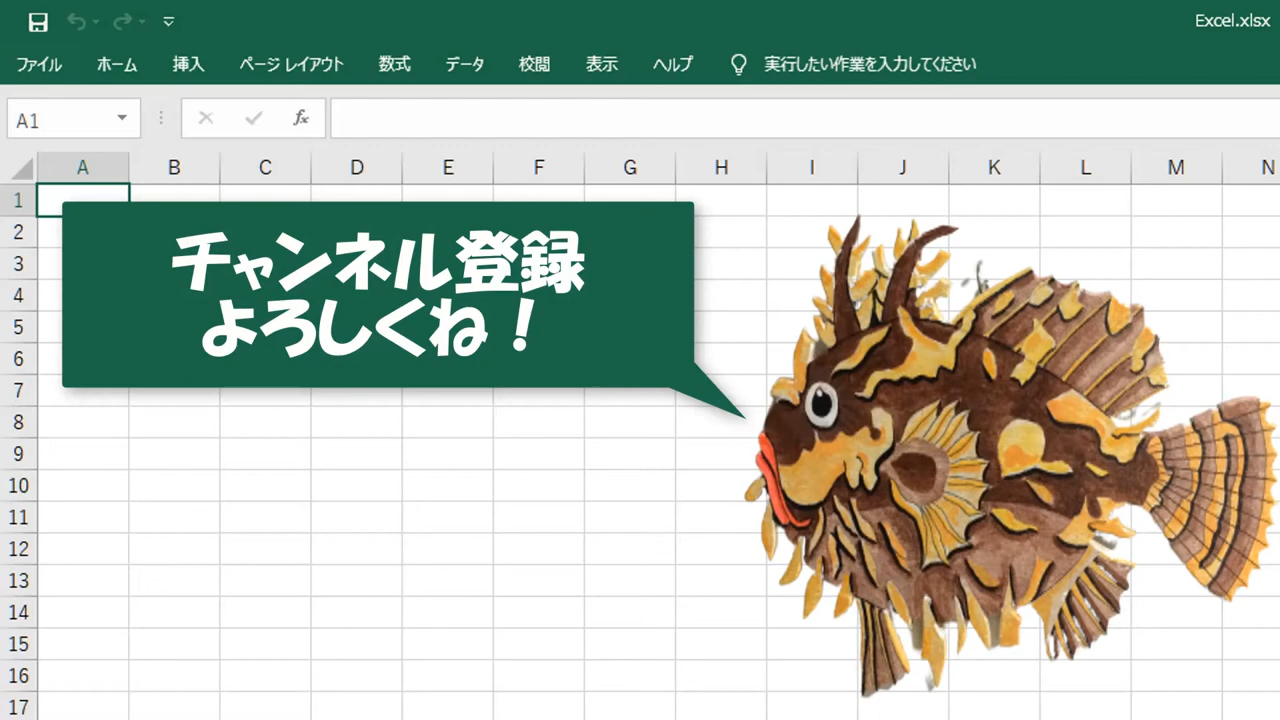 Excel.xlsx
ファイル ホーム 挿入 ページ レイアウト 数式 データ 校閲 表示 ヘルプ 実行したい作業を入力してください
A1 fx
A B C D E F G H I J K L M N
1
2
3
4
5
6
7
8
9
10
11
12
13
14
15
16
17
チャンネル登録
よろしくね！